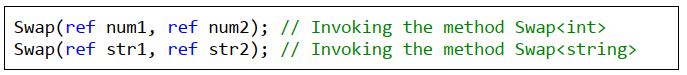 Swap(ref num1, ref num2); // Invoking the method Swap<int>
Swap(ref str1, ref str2); // Invoking the method Swap<string>